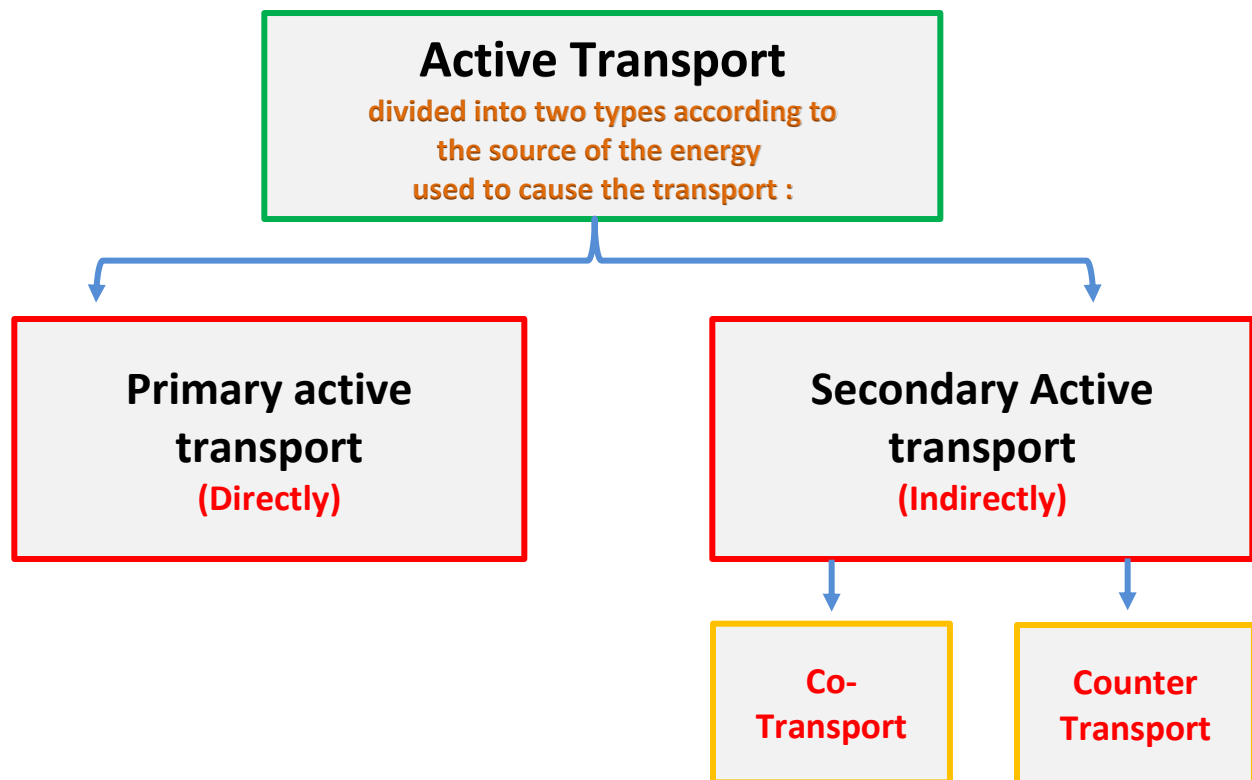 Active Transport
divided into two types according to
the source of the energy
used to cause the transport :
Primary active
transport
(Directly)
Secondary Active
transport
(Indirectly)
Co-
Transport
Counter
Transport